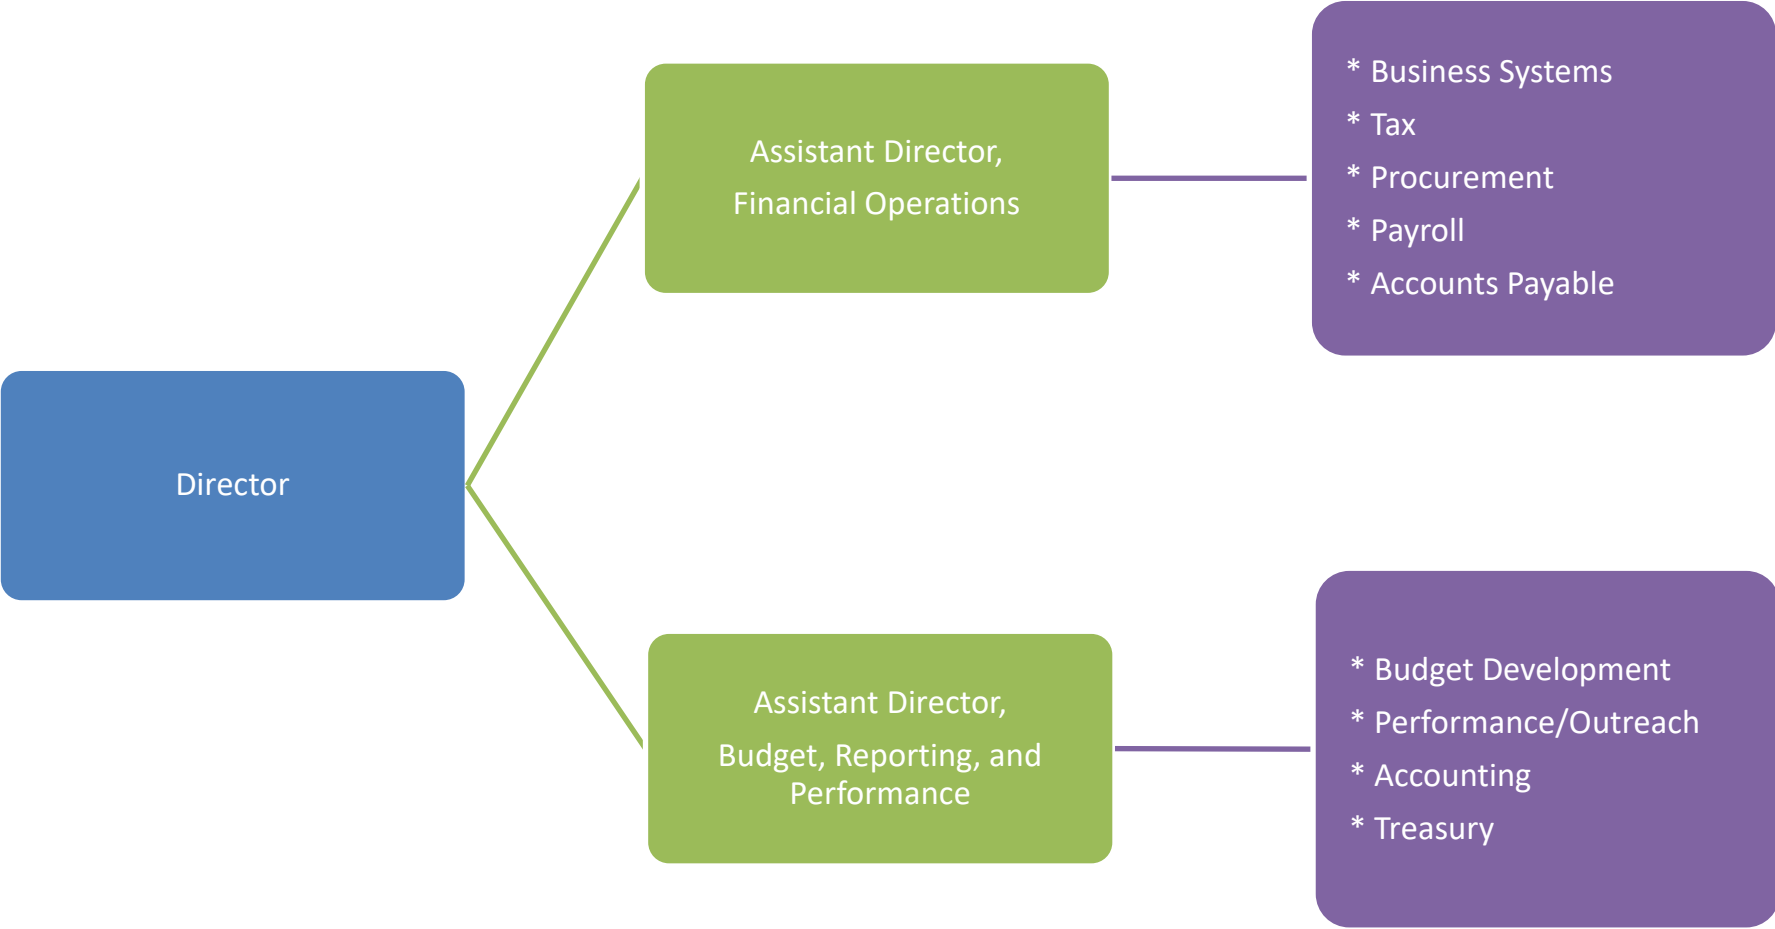 Director
Assistant Director,
Financial Operations
* Business Systems
* Tax
* Procurement
* Payroll
* Accounts Payable
Assistant Director,
Budget, Reporting, and
Performance
* Budget Development
* Performance/Outreach
* Accounting
* Treasury